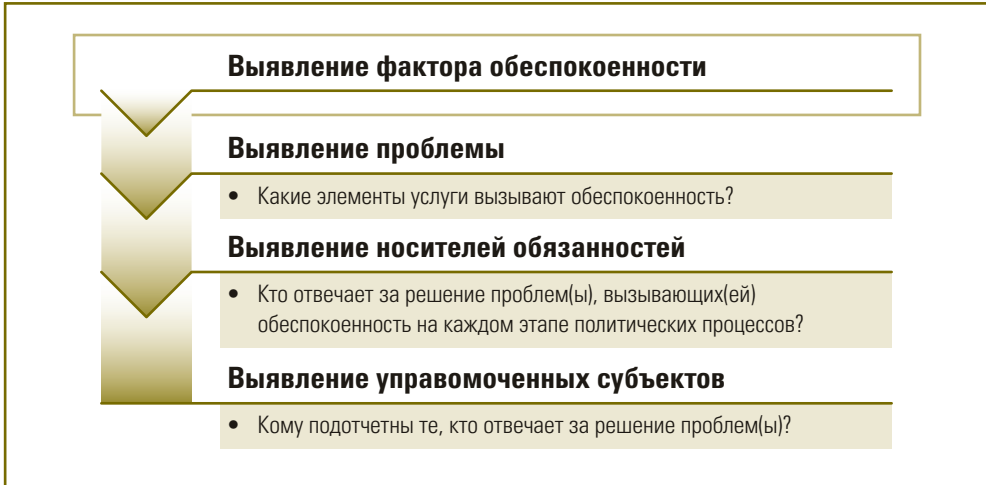 Выявление фактора обеспокоенности
Выявление проблемы
• Какие элементы услуги вызывают обеспокоенность?
Выявление носителей обязанностей
• Кто отвечает за решение проблем(ы), вызывающих(ей)
обеспокоенность на каждом этапе политических процессов?
Выявление управомоченных субъектов
• Кому подотчетны те, кто отвечает за решение проблем(ы)?